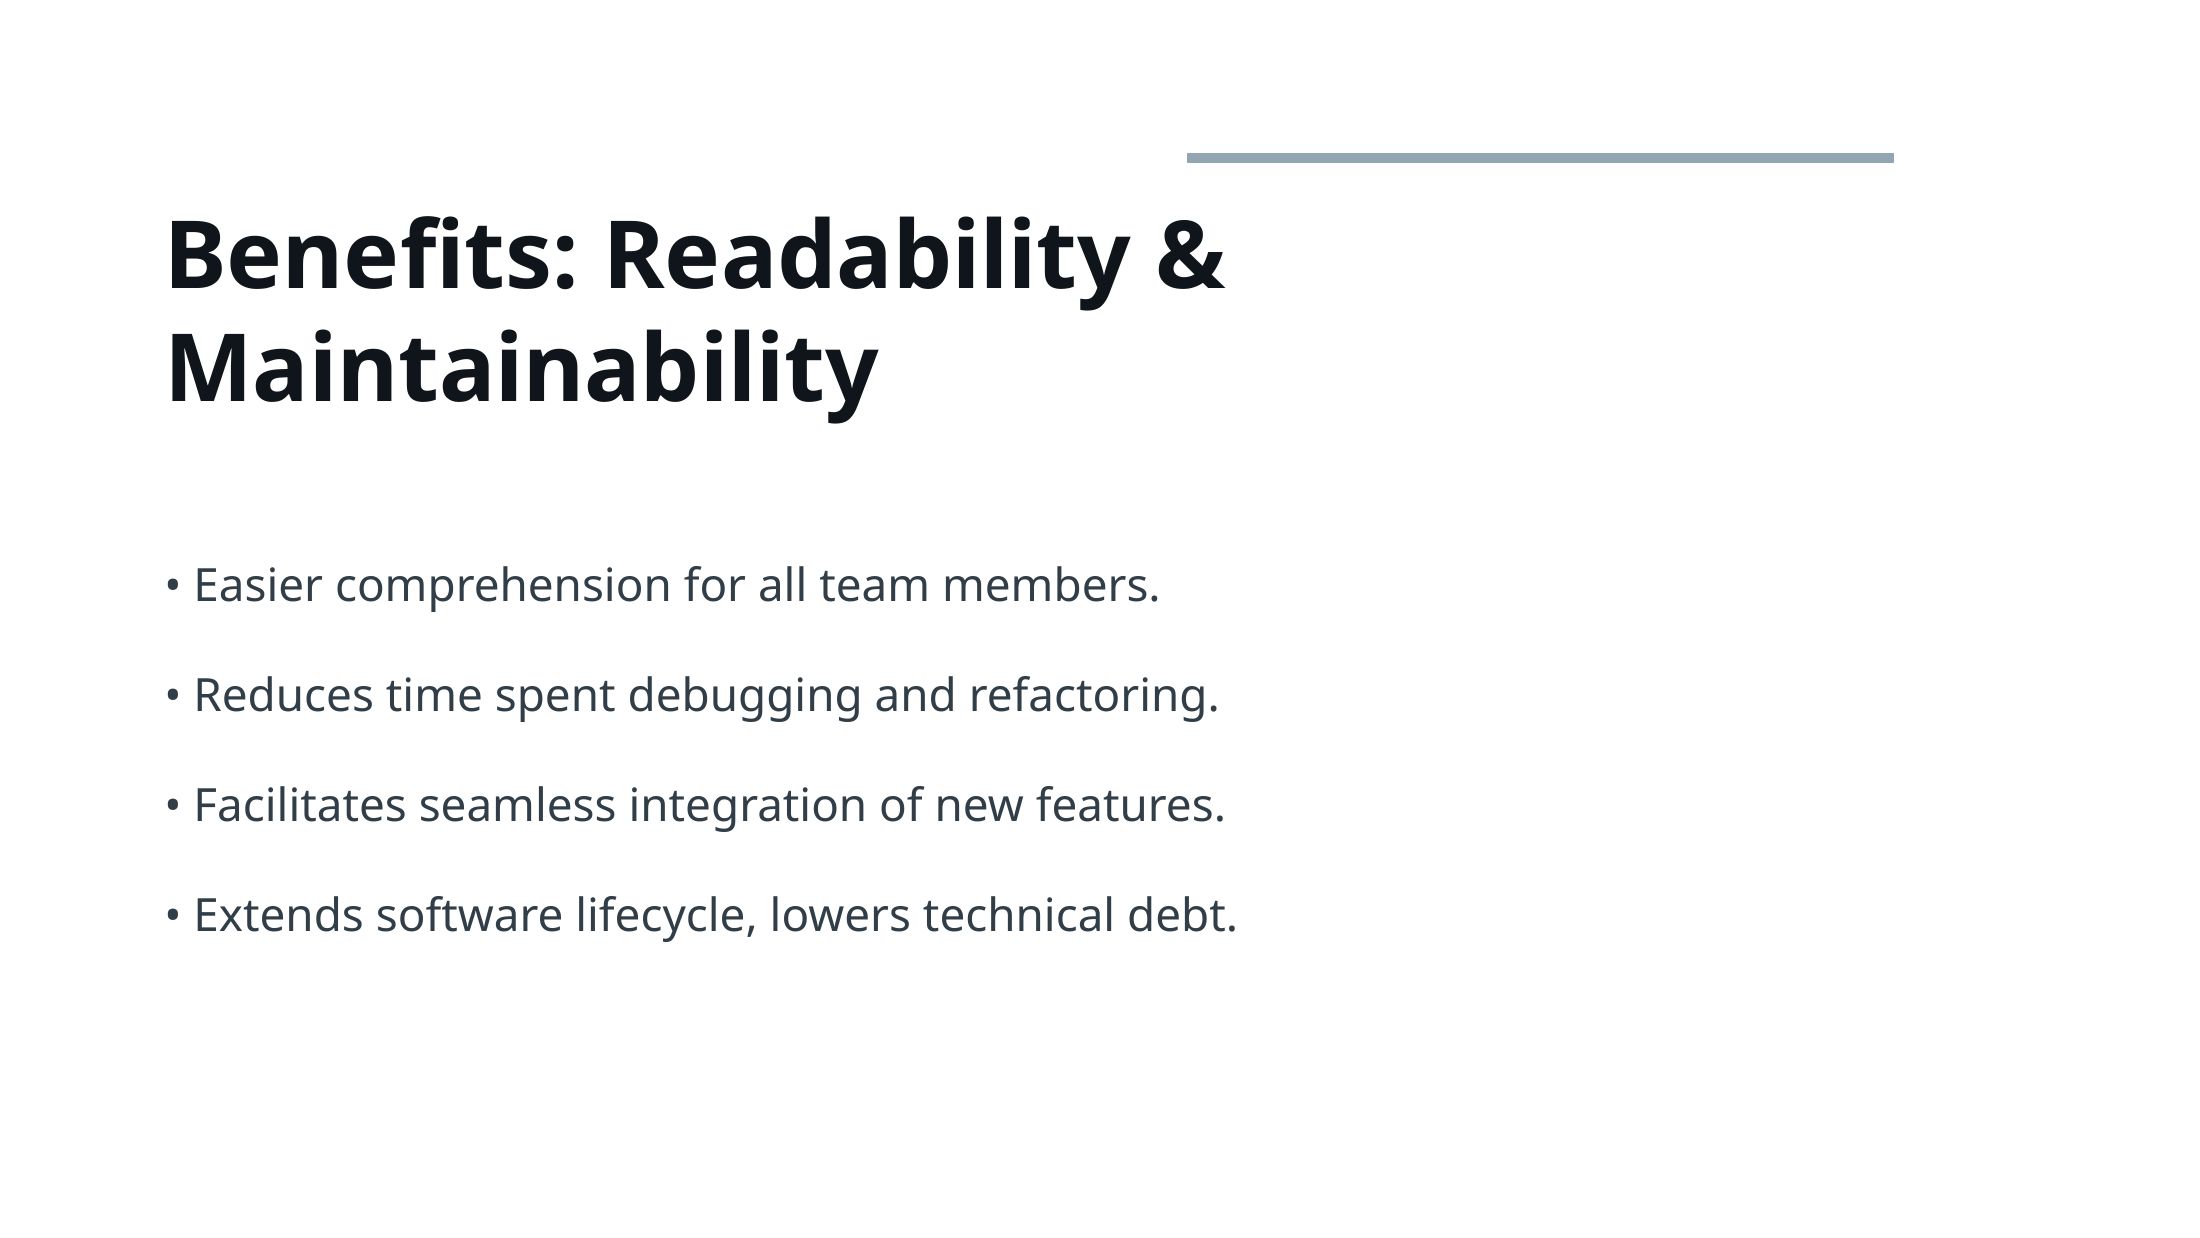 Benefits: Readability &
Maintainability
• Easier comprehension for all team members.
• Reduces time spent debugging and refactoring.
• Facilitates seamless integration of new features.
• Extends software lifecycle, lowers technical debt.